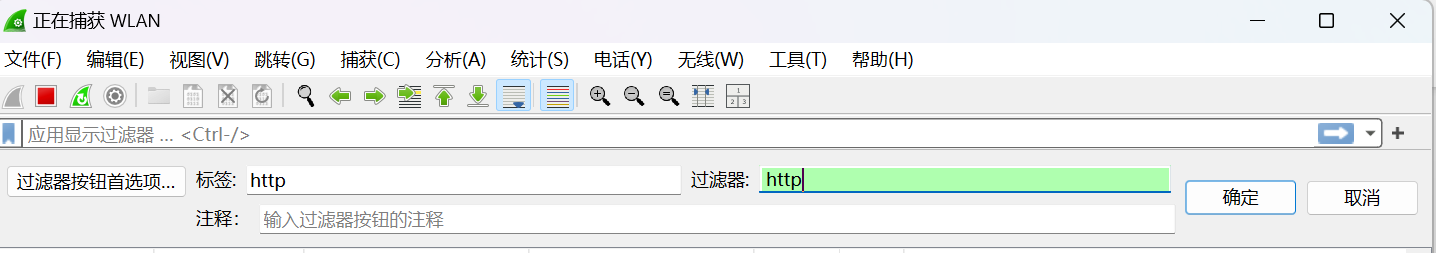 正在捕获 WLAN
文件(F) 编辑(E) 视图(V) 跳转(G) 捕获(C) 分析(A) 统计(S) 电话(Y) 无线(W) 工具(T) 帮助(H)
应用显示过滤器 … <Ctrl-/>
过滤器按钮首选项… 标签: http 过滤器: http 确定 取消
注释： 输入过滤器按钮的注释